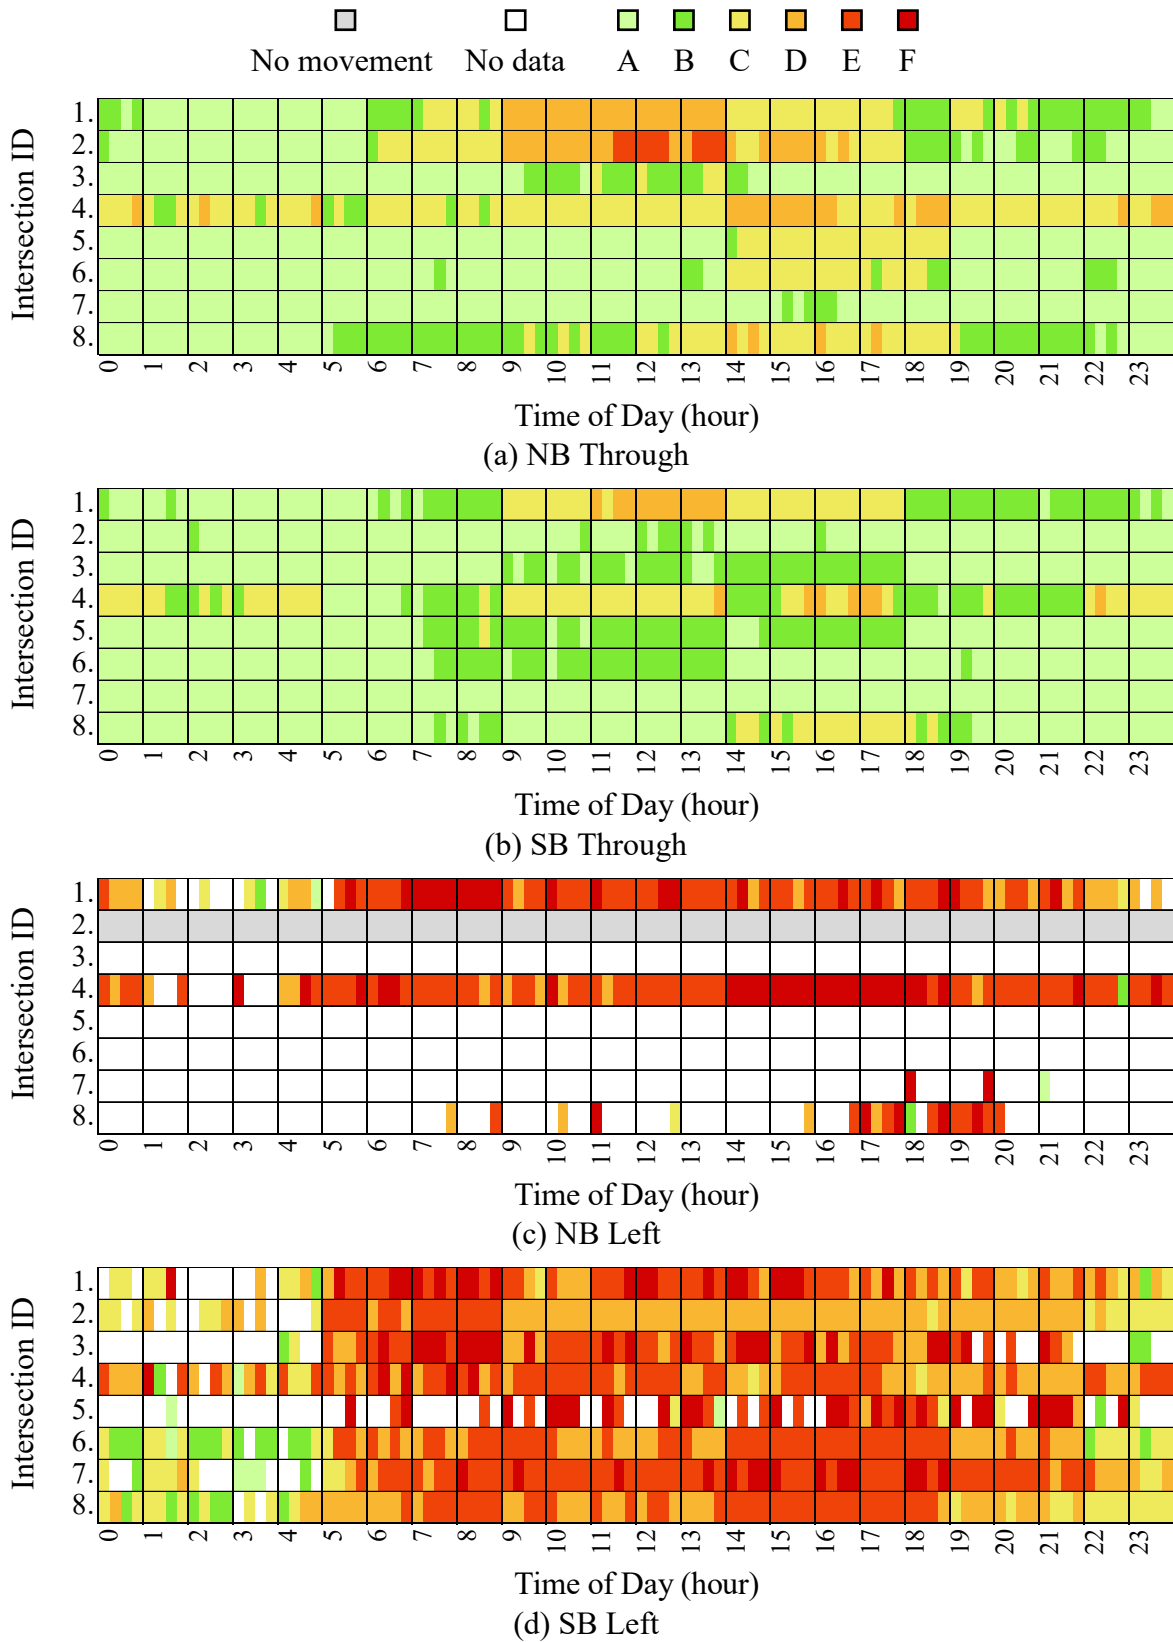 No movement No data A B C D E F
Intersection ID
1.
2.
3.
4.
5.
6.
7.
8.
0 1 2 3 4 5 6 7 8 9 10 11 12 13 14 15 16 17 18 19 20 21 22 23
Time of Day (hour)
(a) NB Through
Intersection ID
1.
2.
3.
4.
5.
6.
7.
8.
0 1 2 3 4 5 6 7 8 9 10 11 12 13 14 15 16 17 18 19 20 21 22 23
Time of Day (hour)
(b) SB Through
Intersection ID
1.
2.
3.
4.
5.
6.
7.
8.
0 1 2 3 4 5 6 7 8 9 10 11 12 13 14 15 16 17 18 19 20 21 22 23
Time of Day (hour)
(c) NB Left
Intersection ID
1.
2.
3.
4.
5.
6.
7.
8.
0 1 2 3 4 5 6 7 8 9 10 11 12 13 14 15 16 17 18 19 20 21 22 23
Time of Day (hour)
(d) SB Left